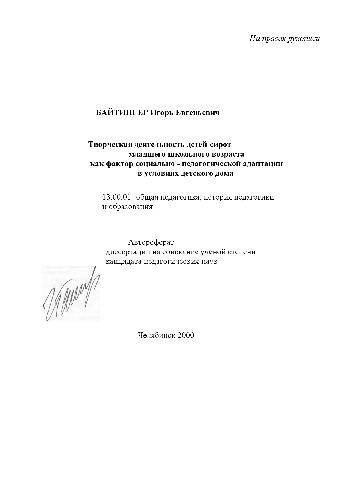 На правах рукописи
БАЙТИНГЕР Игорь Евгеньевич
Творческая деятельность детей-сирот
младшего школьного возраста
как фактор социально - педагогической адаптации
в условиях детского дома
13.00.01 - общая педагогика, история педагогики
и образования
Автореферат
диссертации на соискание ученой степени
кандидата педагогических наук
Челябинск 2000